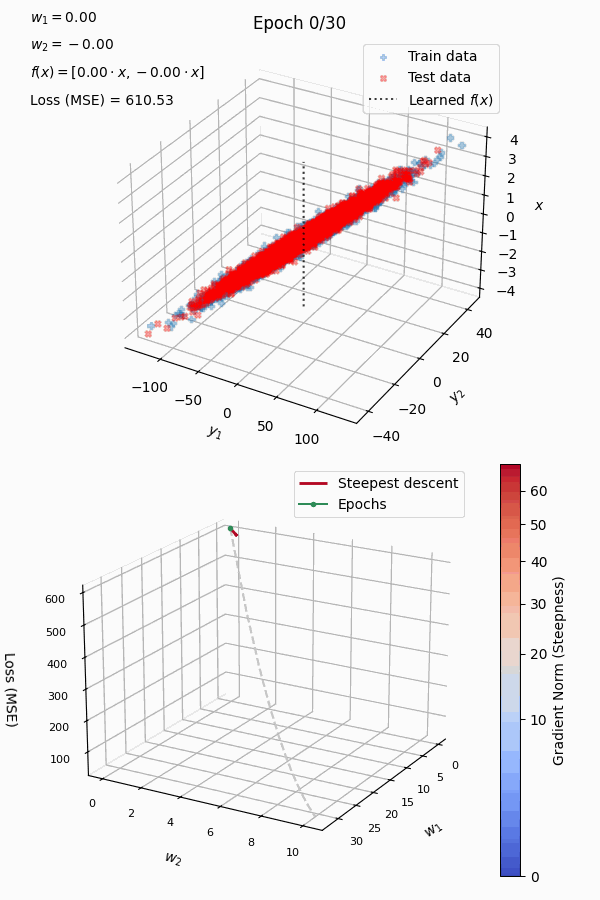 Epoch 0/30
w₁ = 0.00
w₂ = −0.00
f(x) = [0.00 · x, −0.00 · x]
Loss (MSE) = 610.53
Train data
Test data
Learned f(x)
4
3
2
1
0
−1
−2
−3
−4
x
40
20
0
−20
−40
y₂
−100
−50
0
50
100
y₁
Steepest descent
Epochs
600
500
400
300
200
100
Loss (MSE)
0
2
4
6
8
10
w₂
0
5
10
15
20
25
30
w₁
60
50
40
30
20
10
0
Gradient Norm (Steepness)